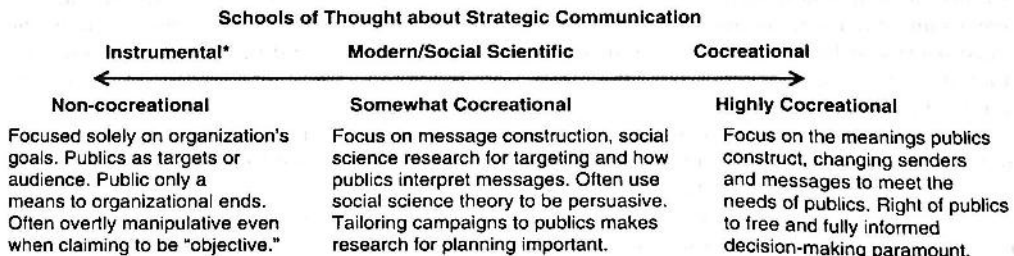 Schools of Thought about Strategic Communication
Instrumental* Modern/Social Scientific Cocreational
Non-cocreational Somewhat Cocreational Highly Cocreational
Focused solely on organization's
goals. Publics as targets or
audience. Public only a
means to organizational ends.
Often overtly manipulative even
when claiming to be "objective."
Focus on message construction, social
science research for targeting and how
publics interpret messages. Often use
social science theory to be persuasive.
Tailoring campaigns to publics makes
research for planning important.
Focus on the meanings publics
construct, changing senders
and messages to meet the
needs of publics. Right of publics
to free and fully informed
decision-making paramount.